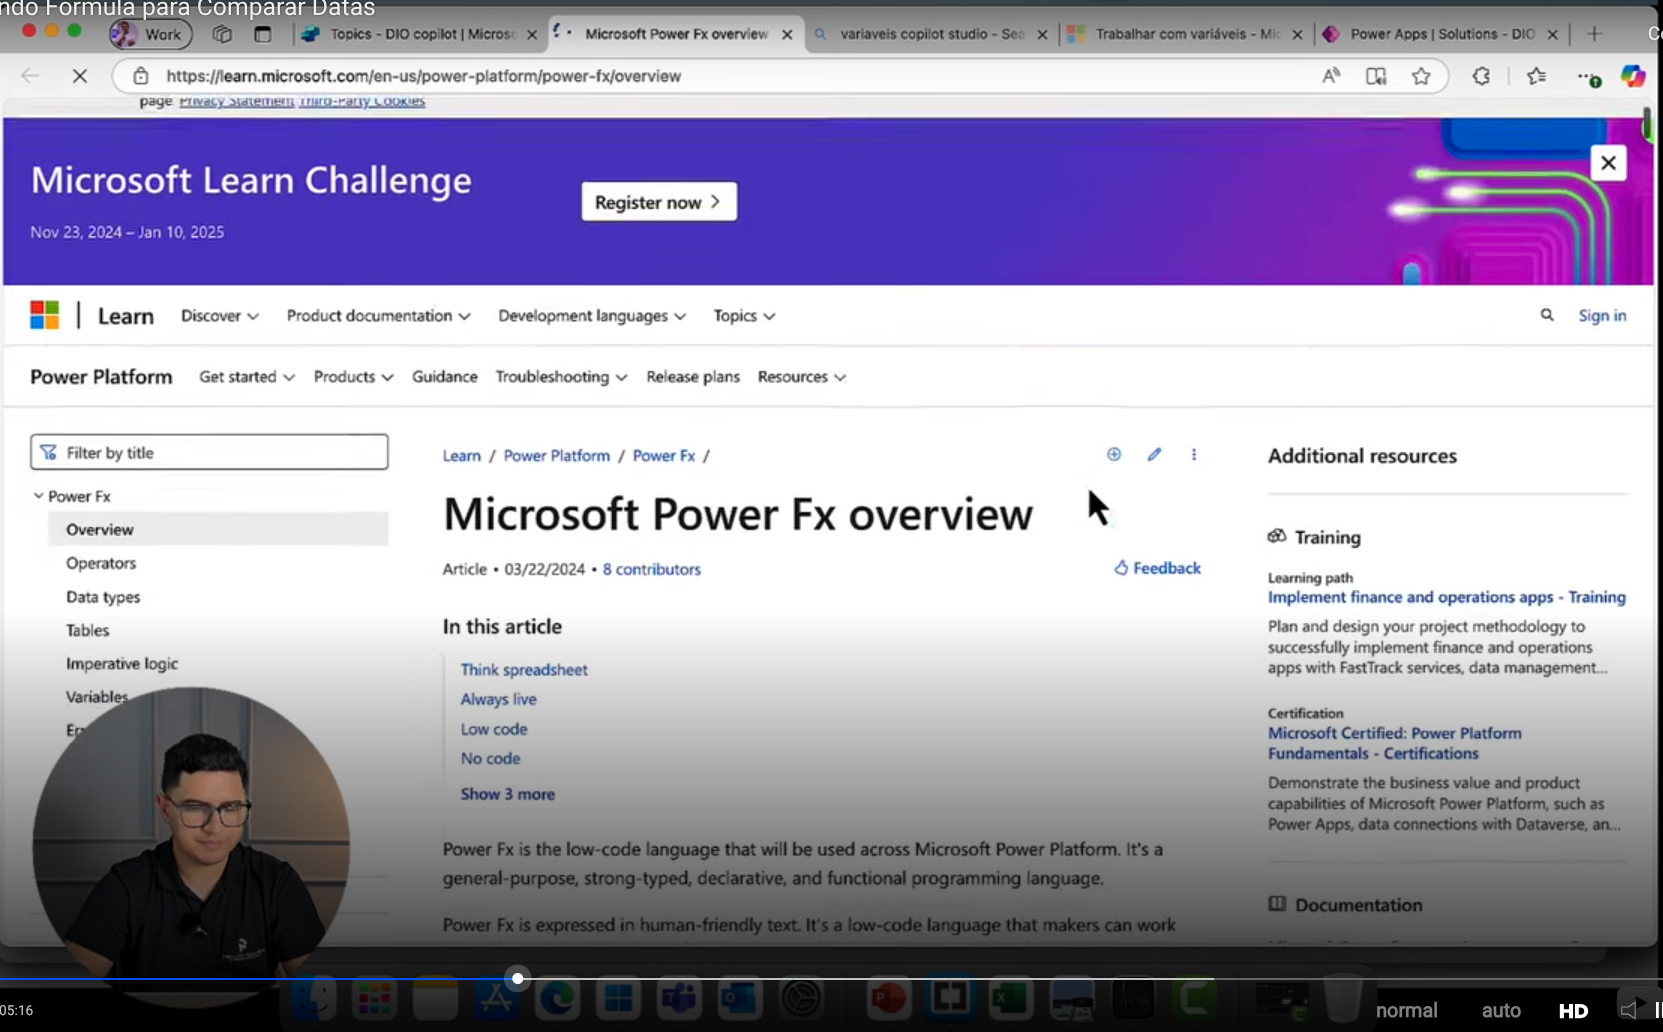 ndo Formula para Comparar Datas
Work
Topics - DIO copilot | Microsc
Microsoft Power Fx overview
variaveis copilot studio - Sea
Trabalhar com variáveis - Mic
Power Apps | Solutions - DIO
https://learn.microsoft.com/en-us/power-platform/power-fx/overview
page Privacy Statement Third-Party Cookies
Microsoft Learn Challenge
Nov 23, 2024 – Jan 10, 2025
Register now
Learn
Discover
Product documentation
Development languages
Topics
Sign in
Power Platform
Get started
Products
Guidance
Troubleshooting
Release plans
Resources
Filter by title
Power Fx
Overview
Operators
Data types
Tables
Imperative logic
Variables
Learn / Power Platform / Power Fx /
Microsoft Power Fx overview
Article • 03/22/2024 • 8 contributors
Feedback
In this article
Think spreadsheet
Always live
Low code
No code
Show 3 more
Power Fx is the low-code language that will be used across Microsoft Power Platform. It's a
general-purpose, strong-typed, declarative, and functional programming language.
Power Fx is expressed in human-friendly text. It's a low-code language that makers can work
Additional resources
Training
Learning path
Implement finance and operations apps - Training
Plan and design your project methodology to
successfully implement finance and operations
apps with FastTrack services, data management...
Certification
Microsoft Certified: Power Platform
Fundamentals - Certifications
Demonstrate the business value and product
capabilities of Microsoft Power Platform, such as
Power Apps, data connections with Dataverse, an...
Documentation
05:16
normal
auto
HD